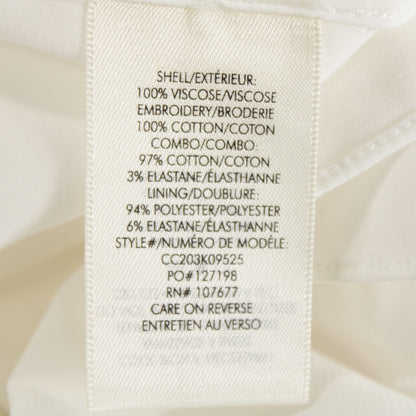 SHELL/EXTÉRIEUR:
100% VISCOSE/VISCOSE
EMBROIDERY/BRODERIE
100% COTTON/COTON
COMBO/COMBO:
97% COTTON/COTON
3% ELASTANE/ÉLASTHANNE
LINING/DOUBLURE:
94% POLYESTER/POLYESTER
6% ELASTANE/ÉLASTHANNE
STYLE#/NUMÉRO DE MODÈLE:
CC203K09525
PO#127198
RN# 107677
CARE ON REVERSE
ENTRETIEN AU VERSO